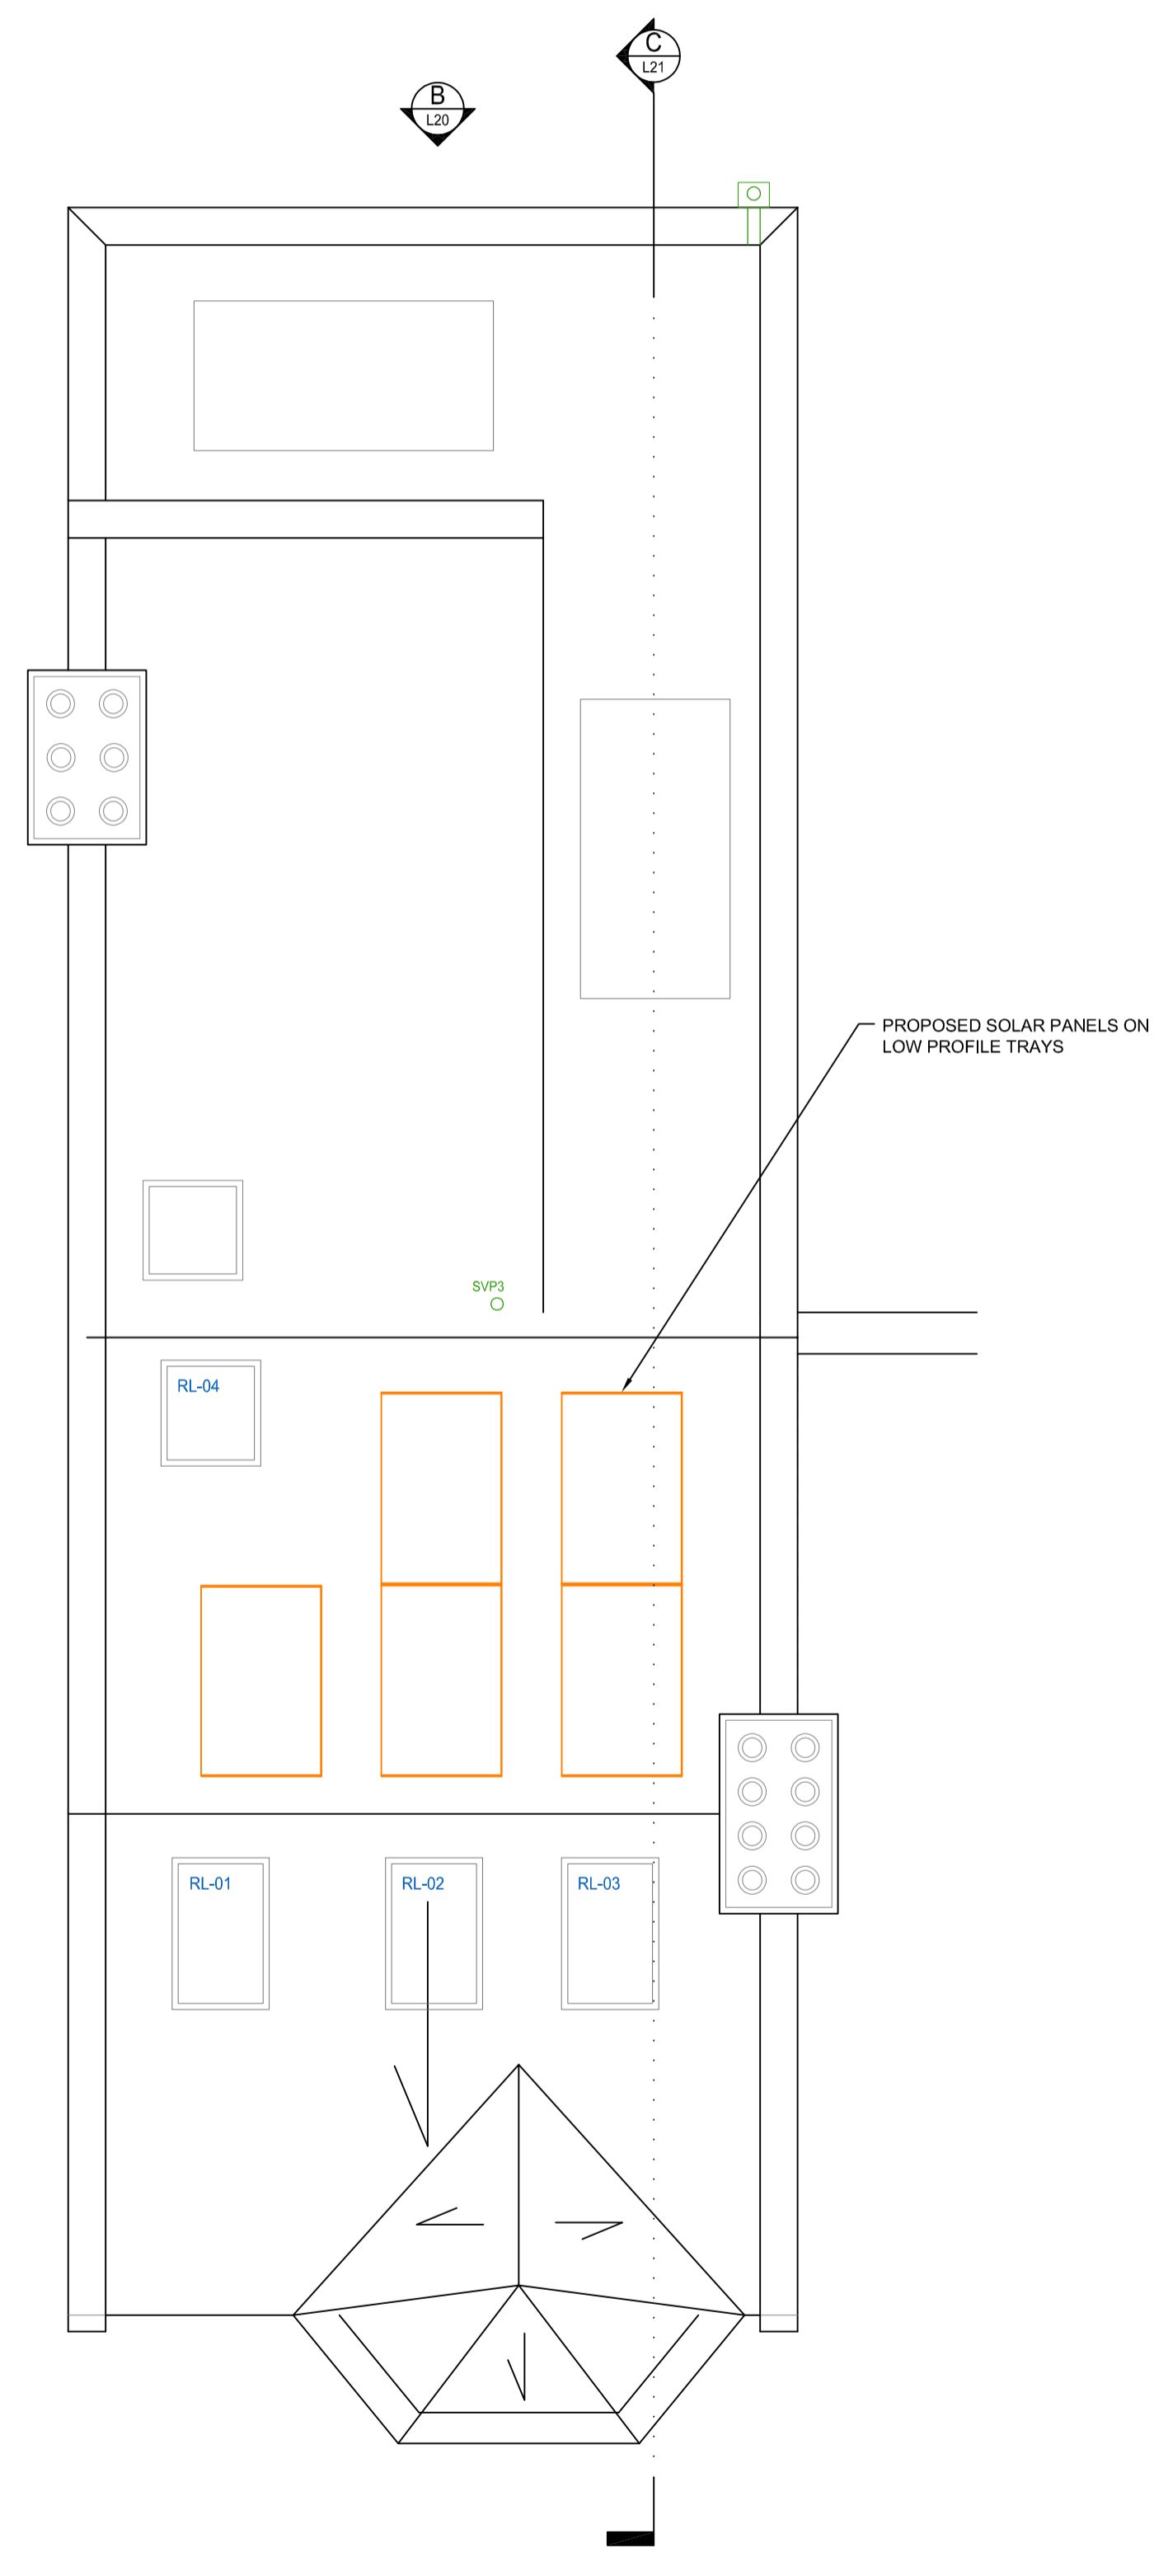 C
L21
B
L20
PROPOSED SOLAR PANELS ON
LOW PROFILE TRAYS
SVP3
RL-04
RL-01
RL-02
RL-03